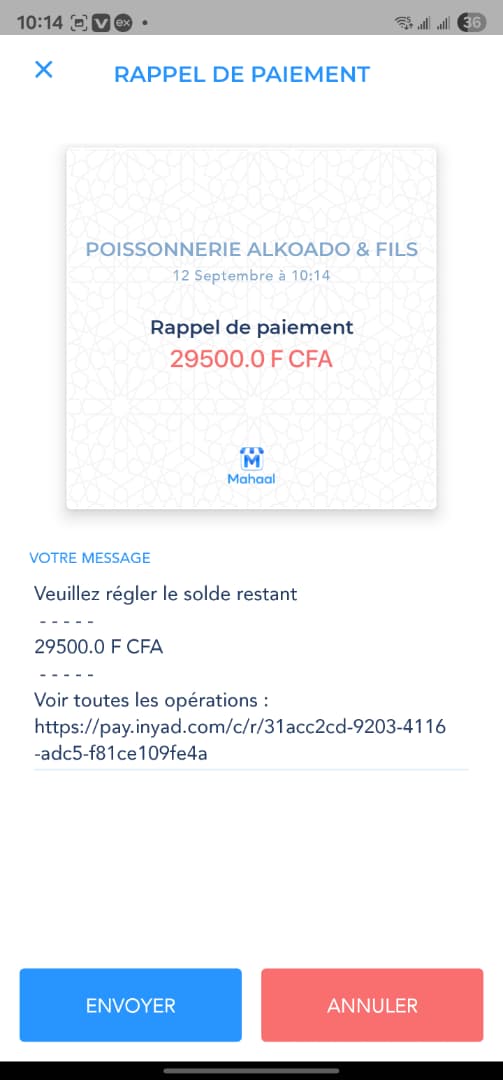 10:14
36
RAPPEL DE PAIEMENT
POISSONNERIE ALKOADO & FILS
12 Septembre à 10:14
Rappel de paiement
29500.0 F CFA
Mahaal
VOTRE MESSAGE
Veuillez régler le solde restant
- - - - -
29500.0 F CFA
- - - - -
Voir toutes les opérations :
https://pay.inyad.com/c/r/31acc2cd-9203-4116
-adc5-f81ce109fe4a
ENVOYER
ANNULER